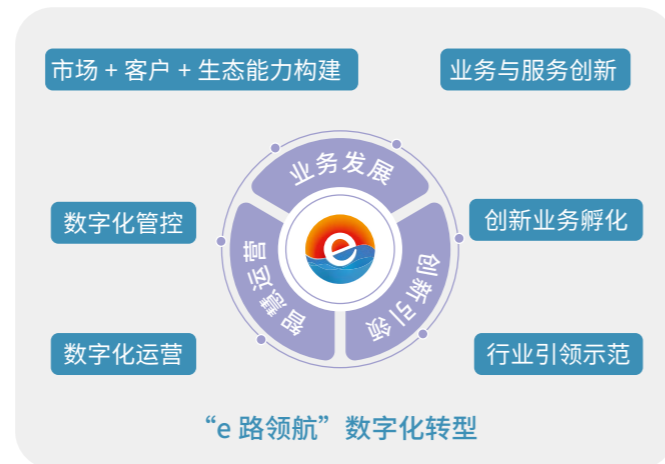 市场 + 客户 + 生态能力构建
业务与服务创新
业务发展
数字化管控
创新业务孵化
智慧运营
e
创新引领
数字化运营
行业引领示范
“e 路领航”数字化转型